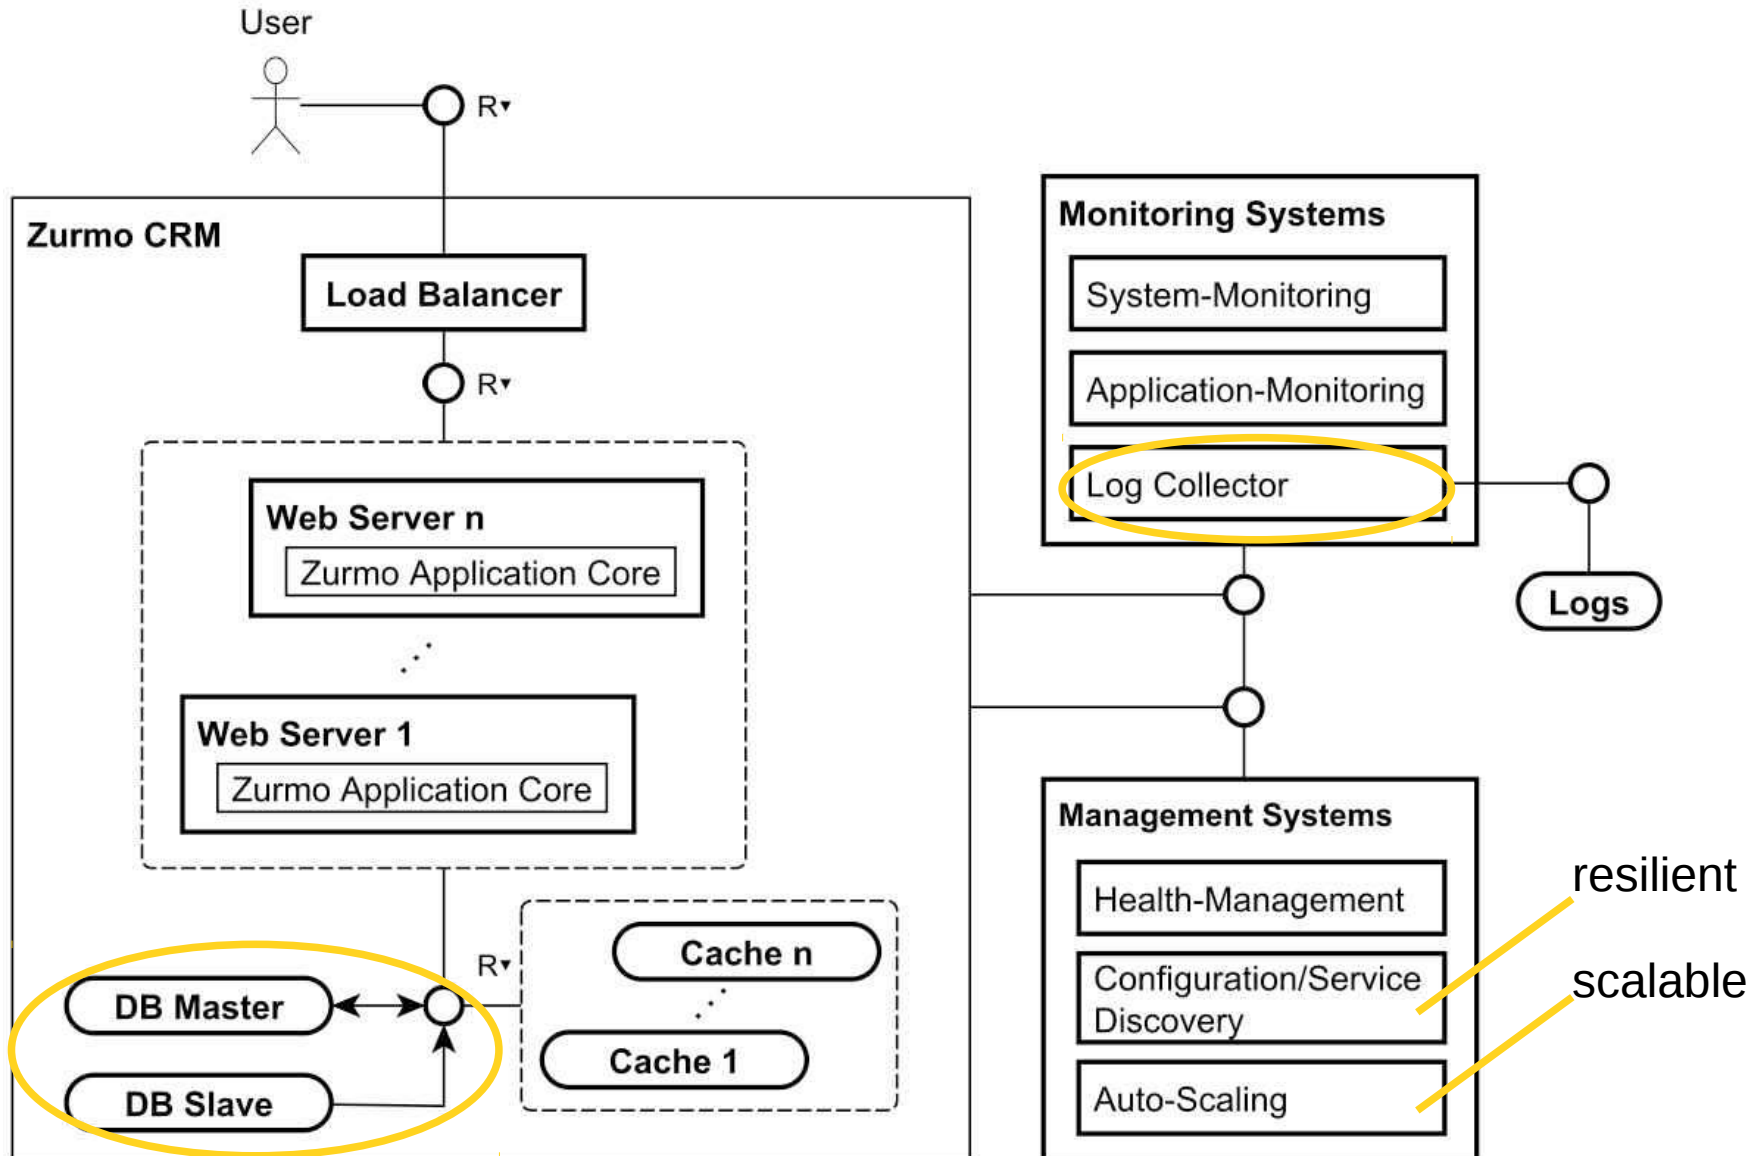 User
R▾
Zurmo CRM
Load Balancer
R▾
Web Server n
Zurmo Application Core
Web Server 1
Zurmo Application Core
R▾
DB Master
DB Slave
Cache n
Cache 1
Monitoring Systems
System-Monitoring
Application-Monitoring
Log Collector
Logs
Management Systems
Health-Management
Configuration/Service
Discovery
Auto-Scaling
resilient
scalable